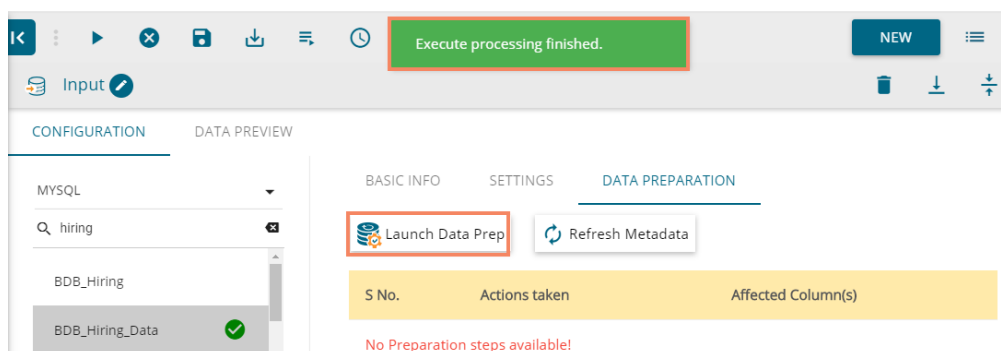 Execute processing finished.
NEW
Input
CONFIGURATION
DATA PREVIEW
MYSQL
hiring
BDB_Hiring
BDB_Hiring_Data
BASIC INFO
SETTINGS
DATA PREPARATION
Launch Data Prep
Refresh Metadata
S No.
Actions taken
Affected Column(s)
No Preparation steps available!